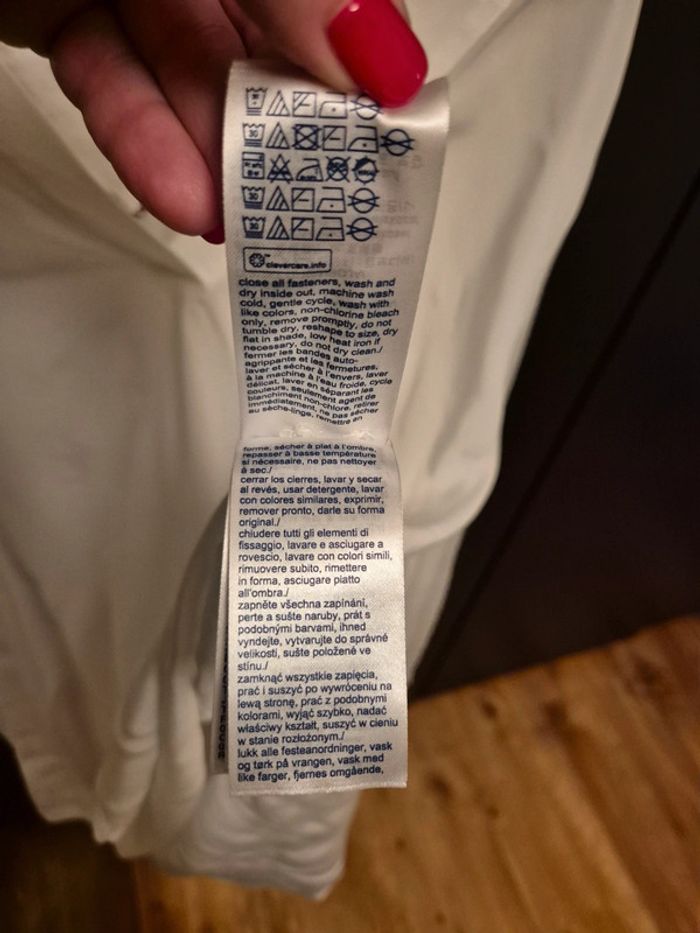 clevercare.info
close all fasteners, wash and
dry inside out, machine wash
cold, gentle cycle, wash with
like colors, non-chlorine bleach
only, remove promptly, do not
tumble dry, reshape to size, dry
flat in shade, low heat iron if
necessary, do not dry clean./
fermer les bandes auto-
agrippante et les fermetures,
laver et sécher à l'envers, laver
à la machine à l'eau froide, cycle
délicat, laver en séparant les
couleurs, seulement agent de
blanchiment non-chlore, retirer
immédiatement, ne pas sécher
au sèche-linge, remettre en
forme, sécher à plat à l'ombre,
repasser à basse température
si nécessaire, ne pas nettoyer
à sec./
cerrar los cierres, lavar y secar
al revés, usar detergente, lavar
con colores similares, exprimir,
remover pronto, darle su forma
original./
chiudere tutti gli elementi di
fissaggio, lavare e asciugare a
rovescio, lavare con colori simili,
rimuovere subito, rimettere
in forma, asciugare piatto
all'ombra./
zapněte všechna zapínání,
perte a sušte naruby, prát s
podobnými barvami, ihned
vyndejte, vytvarujte do správné
velikosti, sušte položené ve
stínu./
zamknąć wszystkie zapięcia,
prać i suszyć po wywróceniu na
lewą stronę, prać z podobnymi
kolorami, wyjąć szybko, nadać
właściwy kształt, suszyć w cieniu
w stanie rozłożonym./
lukk alle festeanordninger, vask
og tørk på vrangen, vask med
like farger, fjernes omgående,